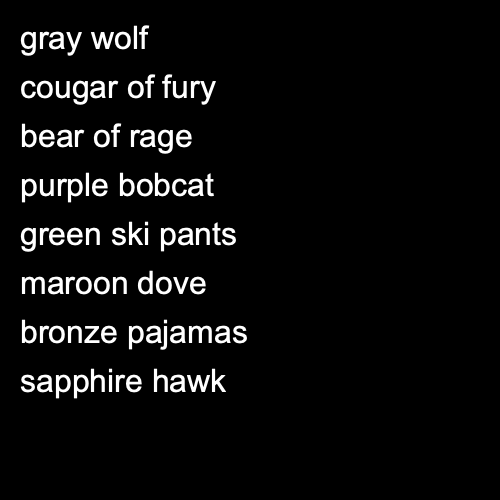 gray wolf
cougar of fury
bear of rage
purple bobcat
green ski pants
maroon dove
bronze pajamas
sapphire hawk